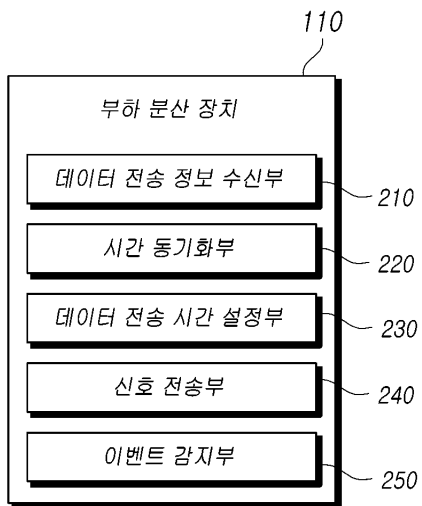 110
부하 분산 장치
데이터 전송 정보 수신부
210
시간 동기화부
220
데이터 전송 시간 설정부
230
신호 전송부
240
이벤트 감지부
250